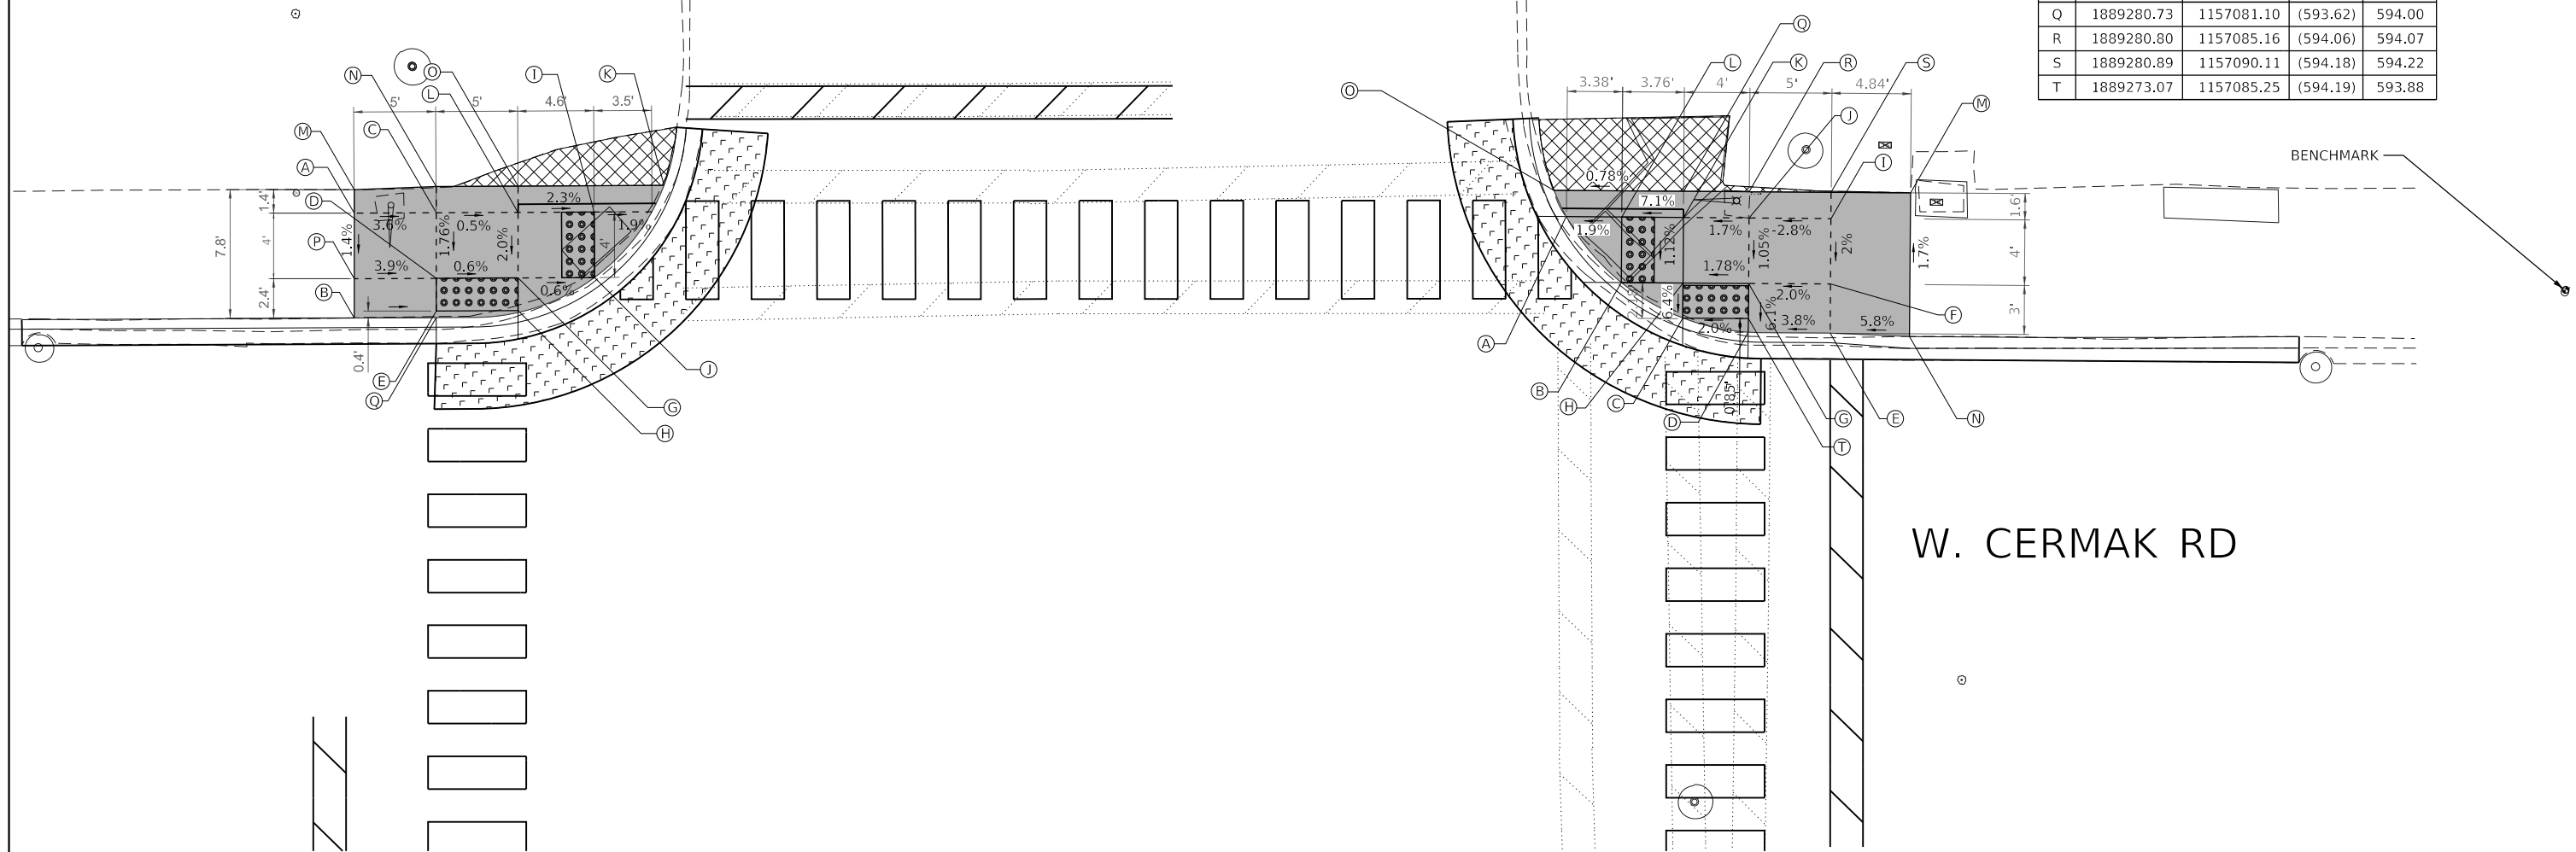 Q 1889280.73 1157081.10 (593.62) 594.00
R 1889280.80 1157085.16 (594.06) 594.07
S 1889280.89 1157090.11 (594.18) 594.22
T 1889273.07 1157085.25 (594.19) 593.88
BENCHMARK
N
O
L
I
K
C
M
A
D
P
B
E
Q
J
G
H
5'
5'
4.6'
3.5'
1.4'
7.8'
4'
2.4'
0.4'
1.4%
3.6%
1.76%
0.5%
2.0%
2.3%
1.9%
4'
3.9%
0.6%
0.6%
Q
L
K
R
S
O
J
M
I
A
B
H
C
D
F
G
E
N
T
3.38'
3.76'
4'
5'
4.84'
0.78%
7.1%
1.9%
1.12%
1.7%
1.05%
-2.8%
2%
1.7%
1.6'
4'
3'
1.78%
2.0%
6.4%
6.1%
2.0%
3.8%
5.8%
0.85'
W. CERMAK RD